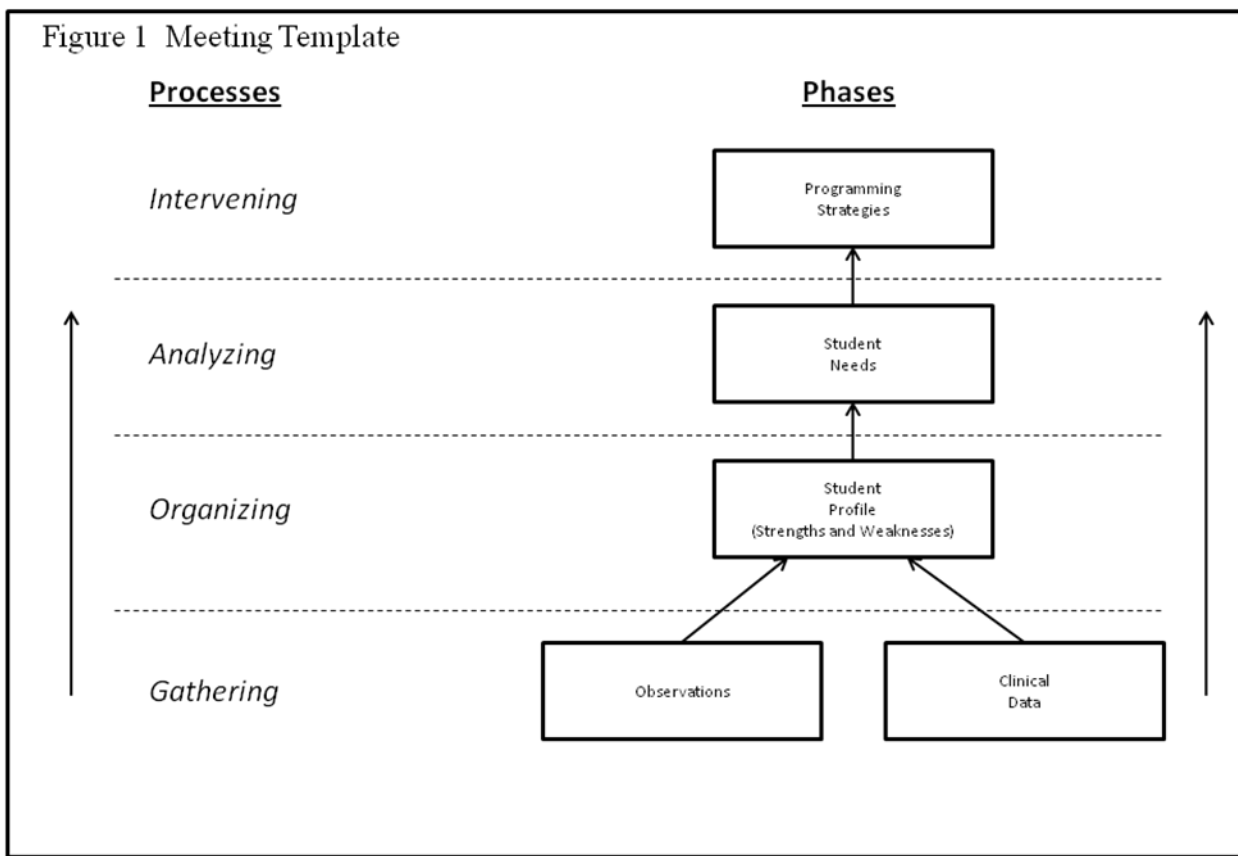 Figure 1  Meeting Template
Processes
Phases
Intervening
Programming
Strategies
Analyzing
Student
Needs
Organizing
Student
Profile
(Strengths and Weaknesses)
Gathering
Observations
Clinical
Data